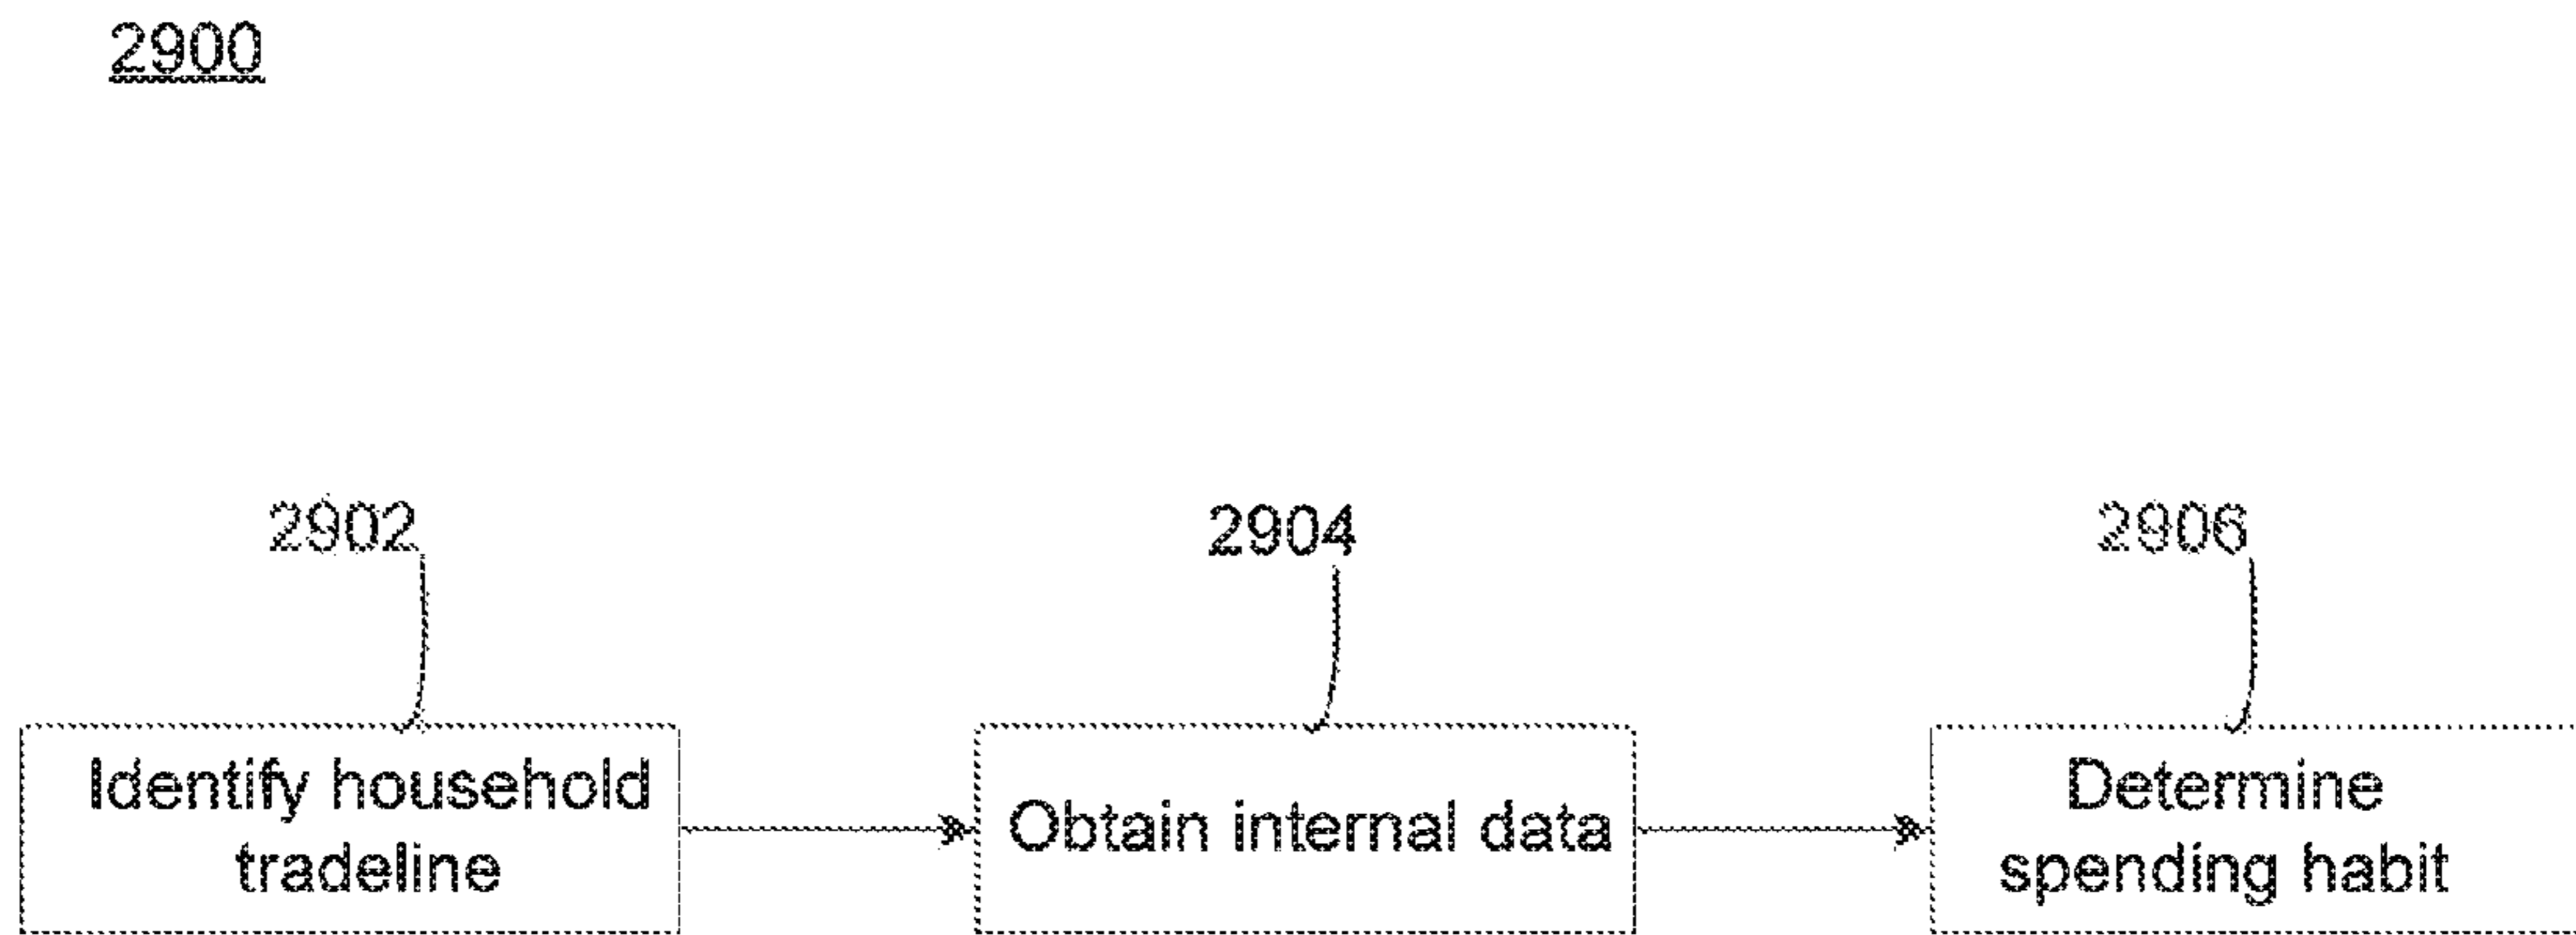 2900
2902
2904
2906
Identify household
tradeline
Obtain internal data
Determine
spending habit